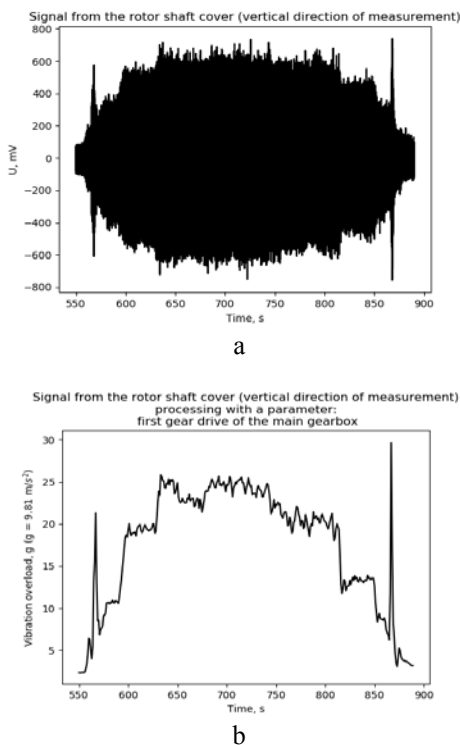 Signal from the rotor shaft cover (vertical direction of measurement)
800
600
400
200
0
−200
−400
−600
−800
U, mV
550 600 650 700 750 800 850 900
Time, s
a
Signal from the rotor shaft cover (vertical direction of measurement)
processing with a parameter:
first gear drive of the main gearbox
30
25
20
15
10
5
Vibration overload, g (g = 9.81 m/s²)
550 600 650 700 750 800 850 900
Time, s
b